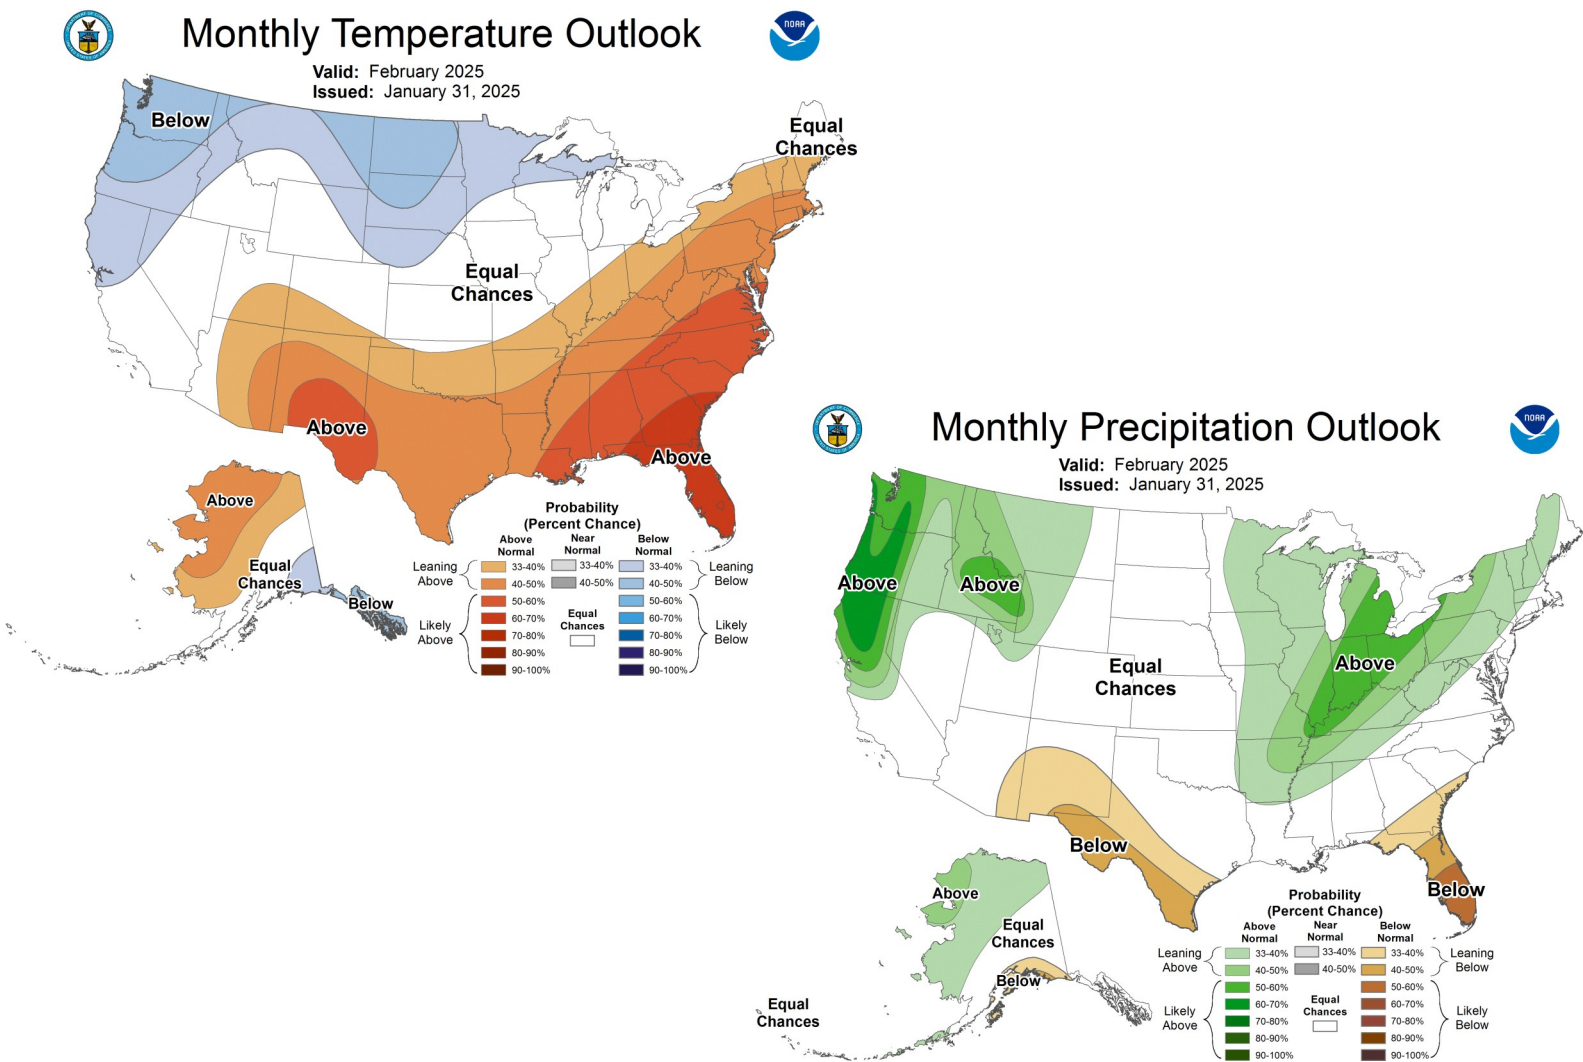 Monthly Temperature Outlook
NOAA
Valid: February 2025
Issued: January 31, 2025
Below
Equal
Chances
Equal
Chances
Above
Above
Above
Equal
Chances
Below
Probability
(Percent Chance)
Above
Normal
Near
Normal
Below
Normal
Leaning
Above
33-40%
40-50%
33-40%
40-50%
33-40%
40-50%
Leaning
Below
Likely
Above
50-60%
60-70%
70-80%
80-90%
90-100%
Equal
Chances
50-60%
60-70%
70-80%
80-90%
90-100%
Likely
Below
Monthly Precipitation Outlook
NOAA
Valid: February 2025
Issued: January 31, 2025
Above
Above
Equal
Chances
Above
Below
Below
Above
Equal
Chances
Below
Equal
Chances
Probability
(Percent Chance)
Above
Normal
Near
Normal
Below
Normal
Leaning
Above
33-40%
40-50%
33-40%
40-50%
33-40%
40-50%
Leaning
Below
Likely
Above
50-60%
60-70%
70-80%
80-90%
90-100%
Equal
Chances
50-60%
60-70%
70-80%
80-90%
90-100%
Likely
Below